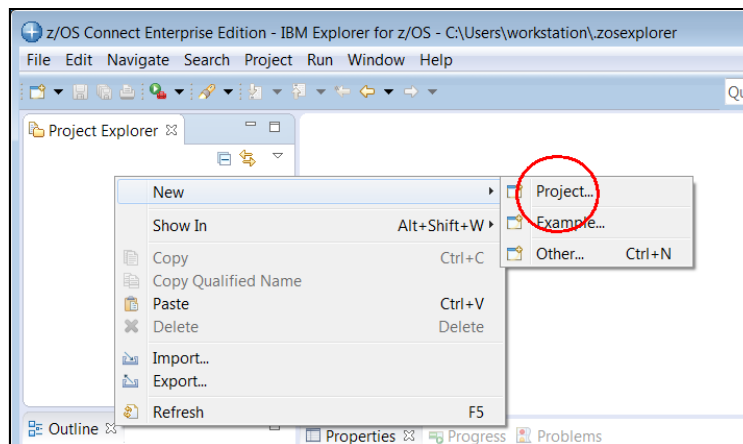 z/OS Connect Enterprise Edition - IBM Explorer for z/OS - C:\Users\workstation\.zosexplorer
File Edit Navigate Search Project Run Window Help
Qu
Project Explorer
New
Project...
Show In Alt+Shift+W
Example...
Copy Ctrl+C
Other... Ctrl+N
Copy Qualified Name
Paste Ctrl+V
Delete Delete
Import...
Export...
Refresh F5
Outline
Properties Progress Problems